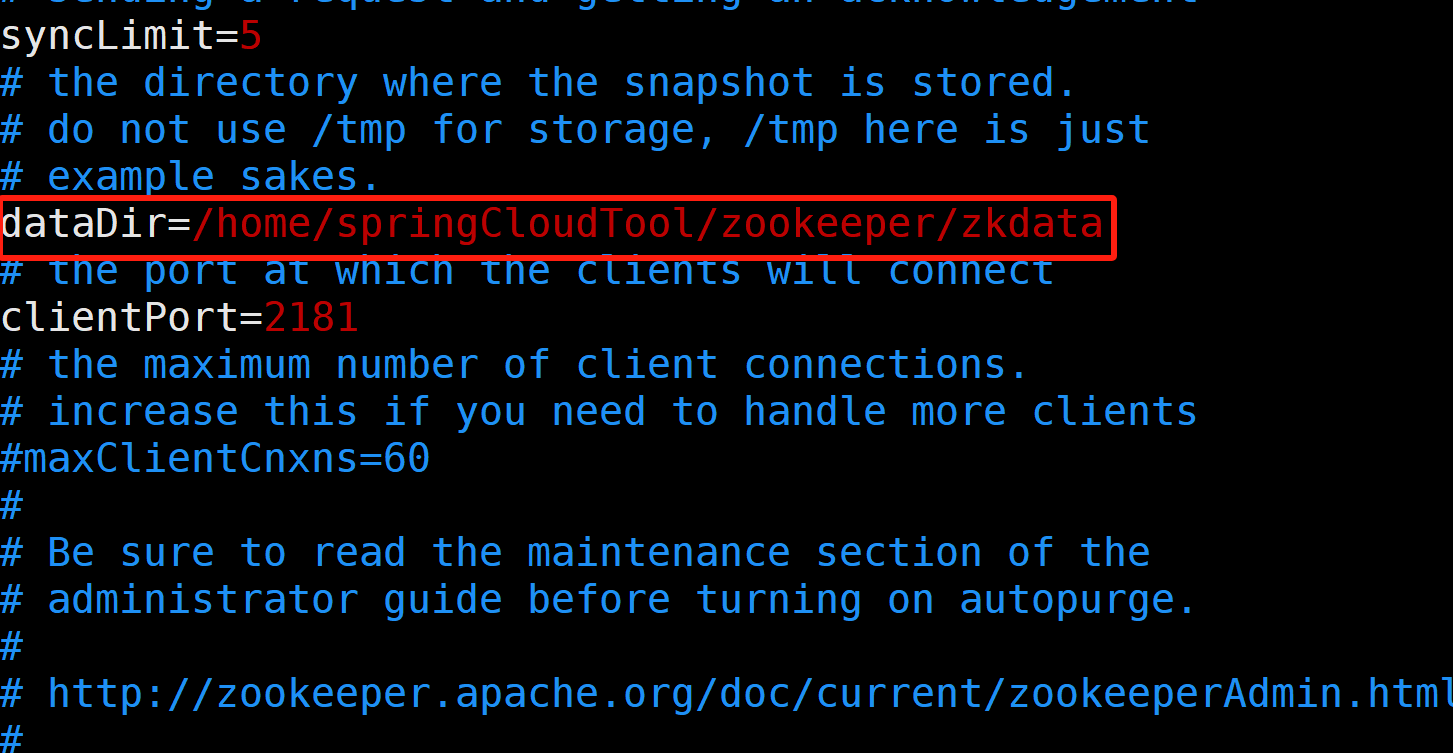 # sending a request and getting an acknowledgement
syncLimit=5
# the directory where the snapshot is stored.
# do not use /tmp for storage, /tmp here is just
# example sakes.
dataDir=/home/springCloudTool/zookeeper/zkdata
# the port at which the clients will connect
clientPort=2181
# the maximum number of client connections.
# increase this if you need to handle more clients
#maxClientCnxns=60
#
# Be sure to read the maintenance section of the
# administrator guide before turning on autopurge.
#
# http://zookeeper.apache.org/doc/current/zookeeperAdmin.html
#